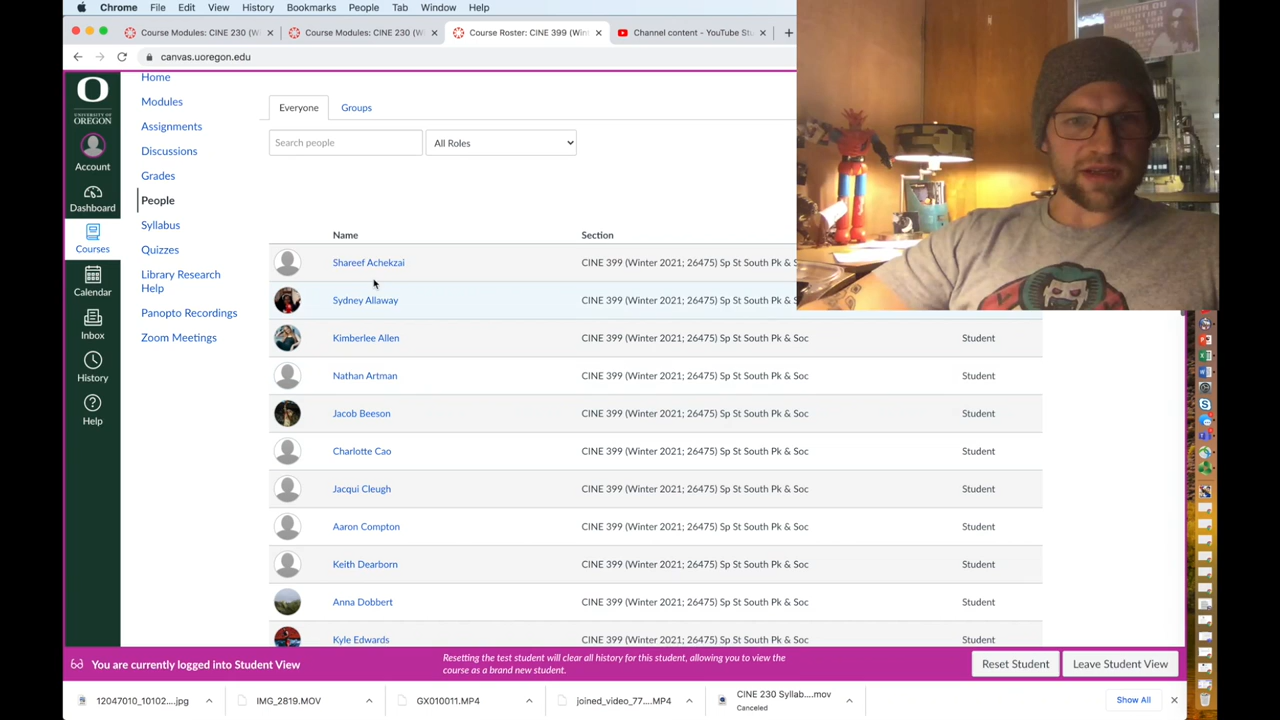 Chrome File Edit View History Bookmarks People Tab Window Help
Course Modules: CINE 230 (W × Course Modules: CINE 230 (W × Course Roster: CINE 399 (Win × Channel content - YouTube Stu × +
canvas.uoregon.edu
O
UNIVERSITY OF
OREGON
Account
Dashboard
Courses
Calendar
Inbox
History
Help
Home
Modules
Assignments
Discussions
Grades
People
Syllabus
Quizzes
Library Research
Help
Panopto Recordings
Zoom Meetings
Everyone Groups
Search people All Roles
Name Section
Shareef Achekzai CINE 399 (Winter 2021; 26475) Sp St South Pk & S
Sydney Allaway CINE 399 (Winter 2021; 26475) Sp St South Pk & S
Kimberlee Allen CINE 399 (Winter 2021; 26475) Sp St South Pk & Soc Student
Nathan Artman CINE 399 (Winter 2021; 26475) Sp St South Pk & Soc Student
Jacob Beeson CINE 399 (Winter 2021; 26475) Sp St South Pk & Soc Student
Charlotte Cao CINE 399 (Winter 2021; 26475) Sp St South Pk & Soc Student
Jacqui Cleugh CINE 399 (Winter 2021; 26475) Sp St South Pk & Soc Student
Aaron Compton CINE 399 (Winter 2021; 26475) Sp St South Pk & Soc Student
Keith Dearborn CINE 399 (Winter 2021; 26475) Sp St South Pk & Soc Student
Anna Dobbert CINE 399 (Winter 2021; 26475) Sp St South Pk & Soc Student
Kyle Edwards CINE 399 (Winter 2021; 26475) Sp St South Pk & Soc Student
You are currently logged into Student View
Resetting the test student will clear all history for this student, allowing you to view the
course as a brand new student.
Reset Student Leave Student View
12047010_10102....jpg IMG_2819.MOV GX010011.MP4 joined_video_77....MP4 CINE 230 Syllab....mov
Canceled
Show All ×